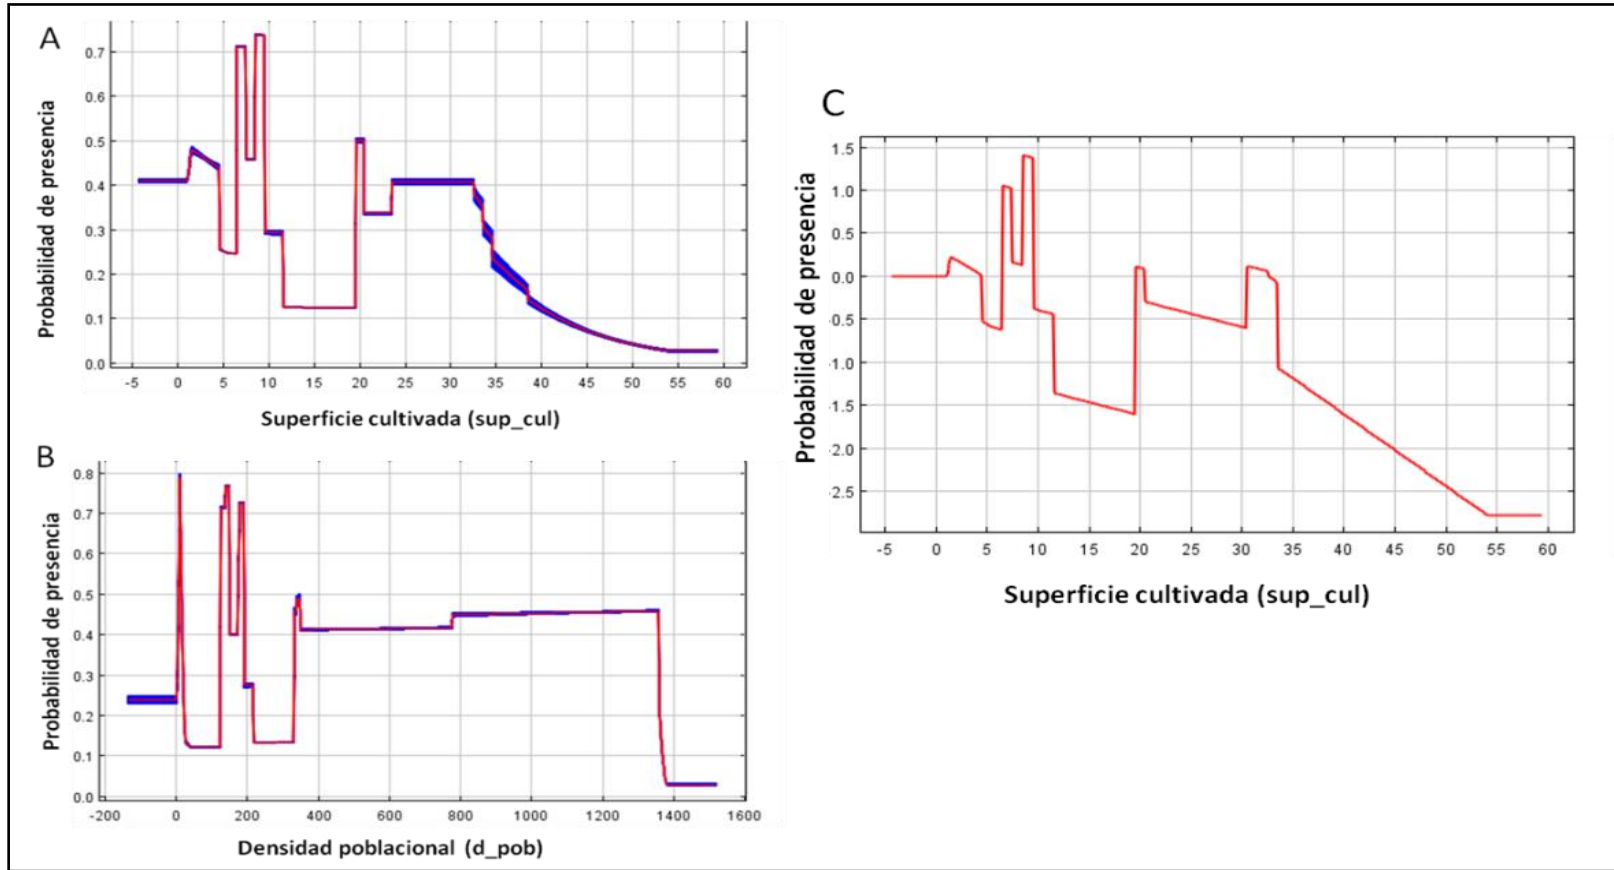 A
Probabilidad de presencia
0.7
0.6
0.5
0.4
0.3
0.2
0.1
0.0
-5 0 5 10 15 20 25 30 35 40 45 50 55 60
Superficie cultivada (sup_cul)
B
Probabilidad de presencia
0.8
0.7
0.6
0.5
0.4
0.3
0.2
0.1
0.0
-200 0 200 400 600 800 1000 1200 1400 1600
Densidad poblacional (d_pob)
C
Probabilidad de presencia
1.5
1.0
0.5
0.0
-0.5
-1.0
-1.5
-2.0
-2.5
-5 0 5 10 15 20 25 30 35 40 45 50 55 60
Superficie cultivada (sup_cul)